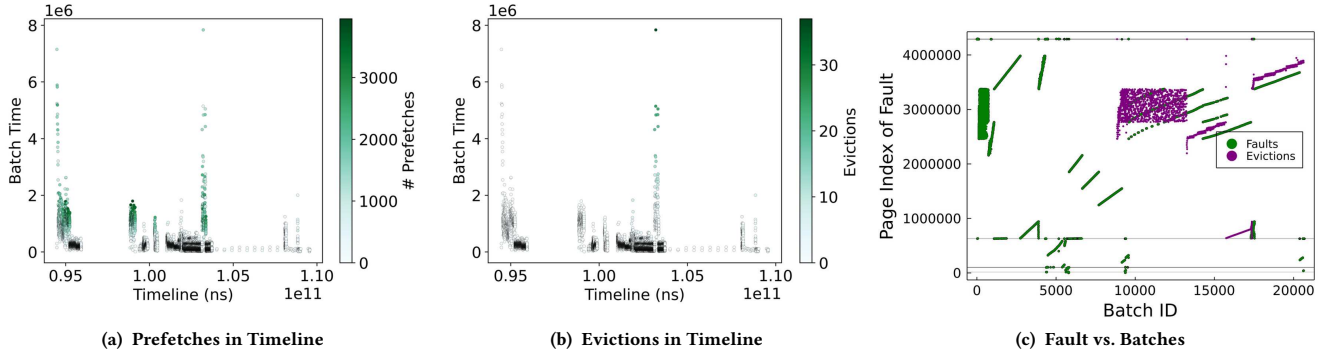 1e6
8
6
4
2
0
Batch Time
0.95
1.00
1.05
1.10
1e11
Timeline (ns)
3000
2000
1000
0
# Prefetches
(a) Prefetches in Timeline
1e6
8
6
4
2
0
Batch Time
0.95
1.00
1.05
1.10
1e11
Timeline (ns)
30
20
10
0
Evictions
(b) Evictions in Timeline
4000000
3000000
2000000
1000000
0
Page Index of Fault
Faults
Evictions
0
5000
10000
15000
20000
Batch ID
(c) Fault vs. Batches